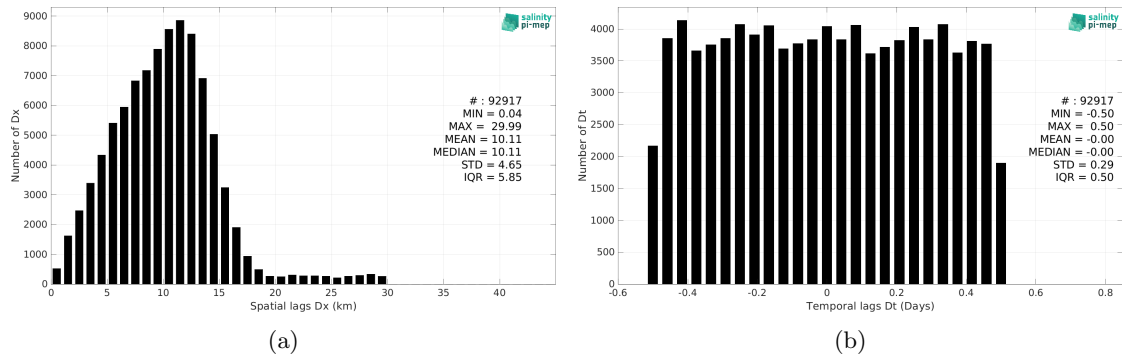 9000
8000
7000
6000
5000
4000
3000
2000
1000
0
Number of Dx
salinity
pi-mep
# : 92917
MIN = 0.04
MAX = 29.99
MEAN = 10.11
MEDIAN = 10.11
STD = 4.65
IQR = 5.85
0 5 10 15 20 25 30 35 40
Spatial lags Dx (km)
(a)
4000
3500
3000
2500
2000
1500
1000
500
0
Number of Dt
salinity
pi-mep
# : 92917
MIN = -0.50
MAX = 0.50
MEAN = -0.00
MEDIAN = -0.00
STD = 0.29
IQR = 0.50
-0.6 -0.4 -0.2 0 0.2 0.4 0.6 0.8
Temporal lags Dt (Days)
(b)